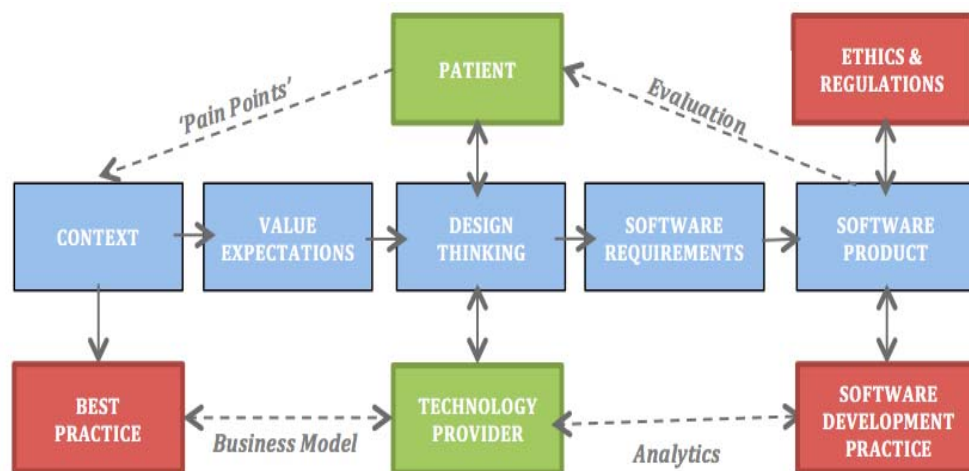 PATIENT
ETHICS &
REGULATIONS
‘Pain Points’
Evaluation
CONTEXT
VALUE
EXPECTATIONS
DESIGN
THINKING
SOFTWARE
REQUIREMENTS
SOFTWARE
PRODUCT
BEST
PRACTICE
Business Model
TECHNOLOGY
PROVIDER
Analytics
SOFTWARE
DEVELOPMENT
PRACTICE